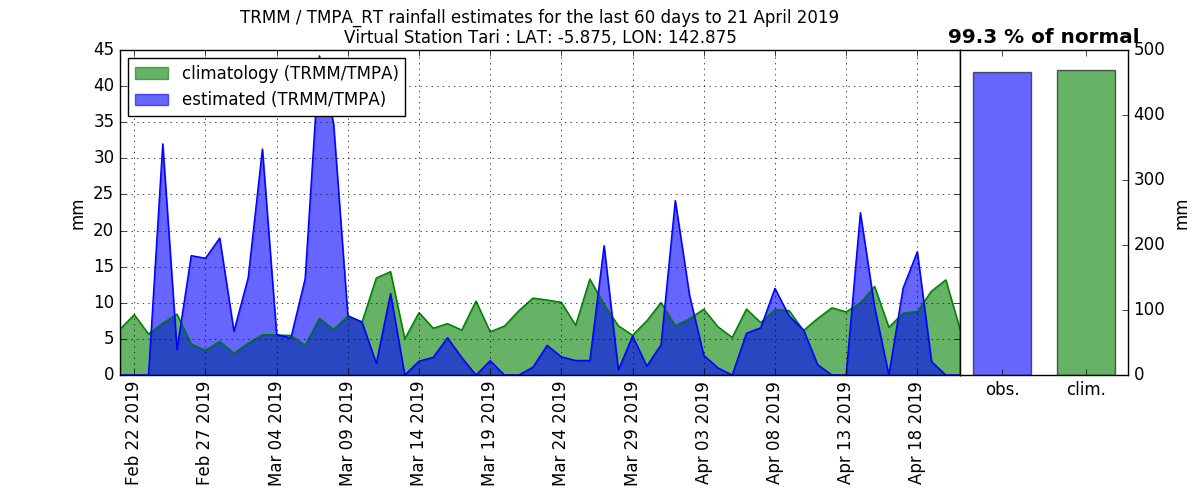 TRMM / TMPA_RT rainfall estimates for the last 60 days to 21 April 2019
Virtual Station Tari : LAT: -5.875, LON: 142.875
99.3 % of normal
climatology (TRMM/TMPA)
estimated (TRMM/TMPA)
45
40
35
30
25
20
15
10
5
0
mm
Feb 22 2019
Feb 27 2019
Mar 04 2019
Mar 09 2019
Mar 14 2019
Mar 19 2019
Mar 24 2019
Mar 29 2019
Apr 03 2019
Apr 08 2019
Apr 13 2019
Apr 18 2019
500
400
300
200
100
0
mm
obs.
clim.